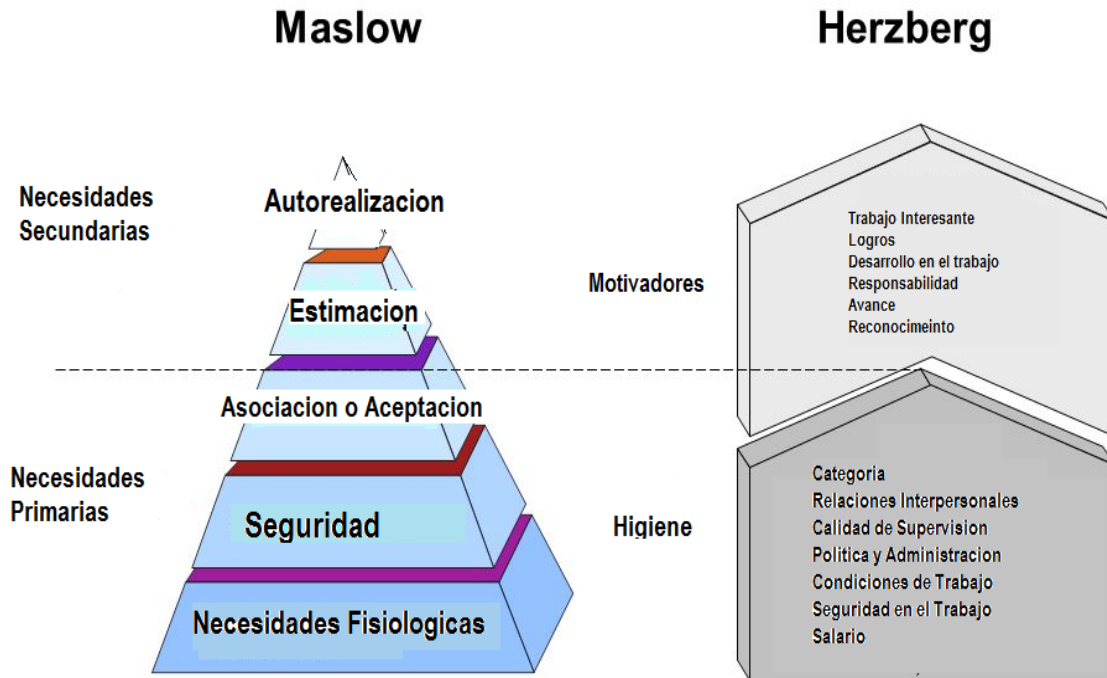 Maslow
Herzberg
Necesidades
Secundarias
Autorealizacion
Estimacion
Asociacion o Aceptacion
Necesidades
Primarias
Seguridad
Necesidades Fisiologicas
Motivadores
Trabajo Interesante
Logros
Desarrollo en el trabajo
Responsabilidad
Avance
Reconocimeinto
Higiene
Categoria
Relaciones Interpersonales
Calidad de Supervision
Politica y Administracion
Condiciones de Trabajo
Seguridad en el Trabajo
Salario